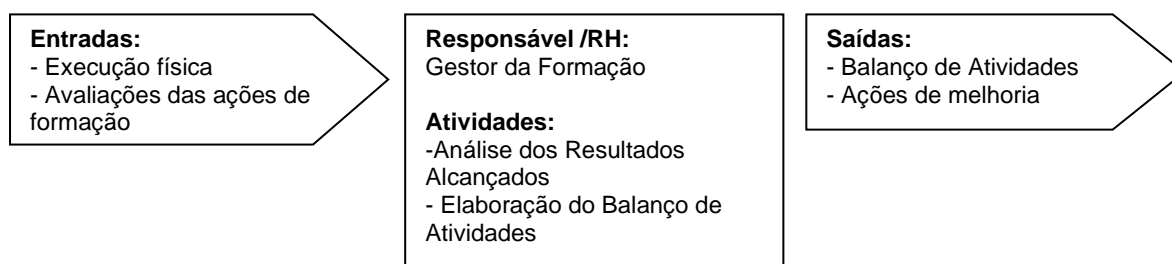 Entradas:
- Execução física
- Avaliações das ações de
formação
Responsável /RH:
Gestor da Formação
Atividades:
-Análise dos Resultados
Alcançados
- Elaboração do Balanço de
Atividades
Saídas:
- Balanço de Atividades
- Ações de melhoria